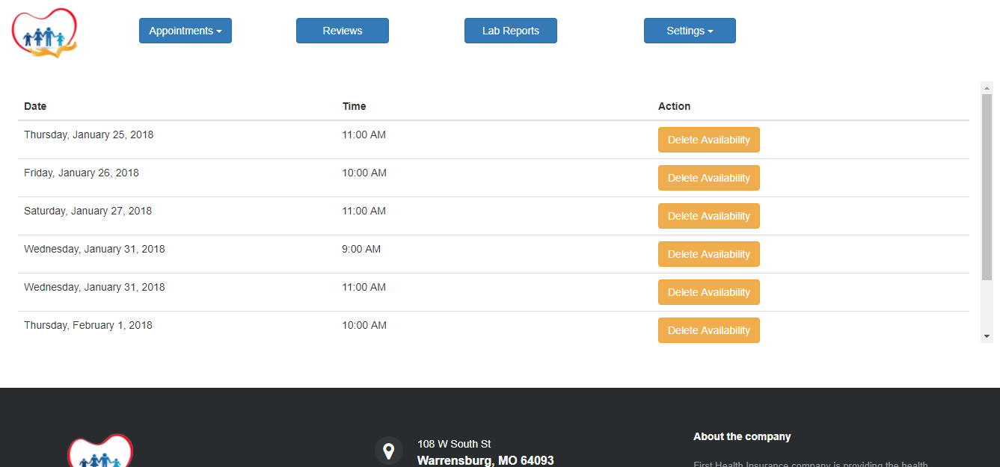 Appointments Reviews Lab Reports Settings
Date Time Action
Thursday, January 25, 2018 11:00 AM Delete Availability
Friday, January 26, 2018 10:00 AM Delete Availability
Saturday, January 27, 2018 11:00 AM Delete Availability
Wednesday, January 31, 2018 9:00 AM Delete Availability
Wednesday, January 31, 2018 11:00 AM Delete Availability
Thursday, February 1, 2018 10:00 AM Delete Availability
108 W South St
Warrensburg, MO 64093
About the company
First Health Insurance company is providing the health